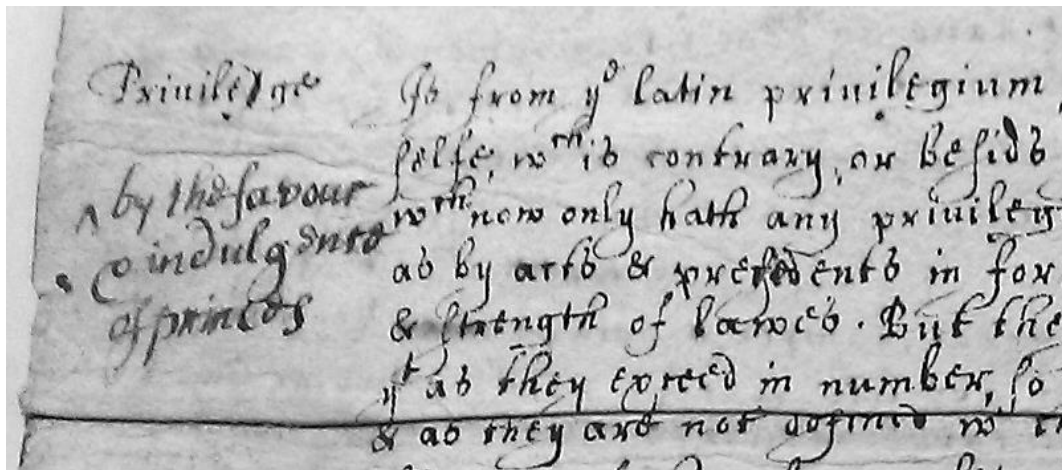 Priuiledge
by the favour
& indulgence
of princes
Is from ye latin priuilegium
selfe, wch is contrary, or besids
wch now only hath any priuileg
as by acts & presedents in for
& strength of lawes. But the
yt as they exceed in number, so
& as they are not defined w